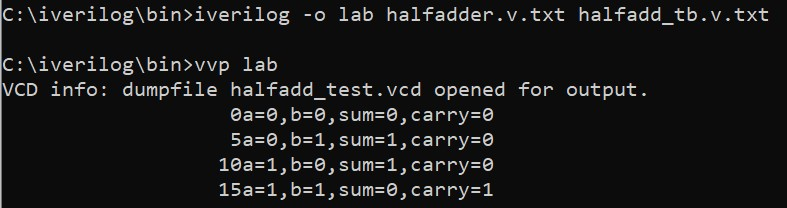 C:\iverilog\bin>iverilog -o lab halfadder.v.txt halfadd_tb.v.txt
C:\iverilog\bin>vvp lab
VCD info: dumpfile halfadd_test.vcd opened for output.
0a=0,b=0,sum=0,carry=0
5a=0,b=1,sum=1,carry=0
10a=1,b=0,sum=1,carry=0
15a=1,b=1,sum=0,carry=1